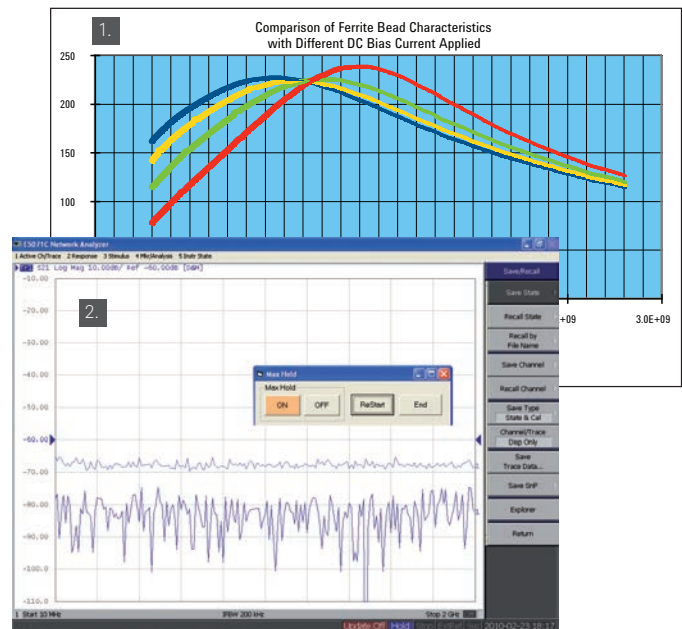 1.
Comparison of Ferrite Bead Characteristics
with Different DC Bias Current Applied
250
200
150
100
+09
3.0E+09
E5071C Network Analyzer
1 Active Ch/Trace 2 Response 3 Stimulus 4 Mkr/Analysis 5 Instr State
Tr1 S21 Log Mag 10.00dB/ Ref -60.00dB [D&M]
2.
-10.00
-20.00
-30.00
-40.00
-50.00
-60.00
-70.00
-80.00
-90.00
-100.0
-110.0
Max Hold
Max Hold
ON
OFF
ReStart
End
Save/Recall
Save State
Recall State
Recall by
File Name
Save Channel
Recall Channel
Save Type
State & Cal
Channel/Trace
Disp Only
Save
Trace Data...
Save SnP
Explorer
Return
1 Start 10 MHz
IFBW 200 kHz
Stop 2 GHz
Update Off Hold Stop ExtRef Svc 2010-02-23 18:17